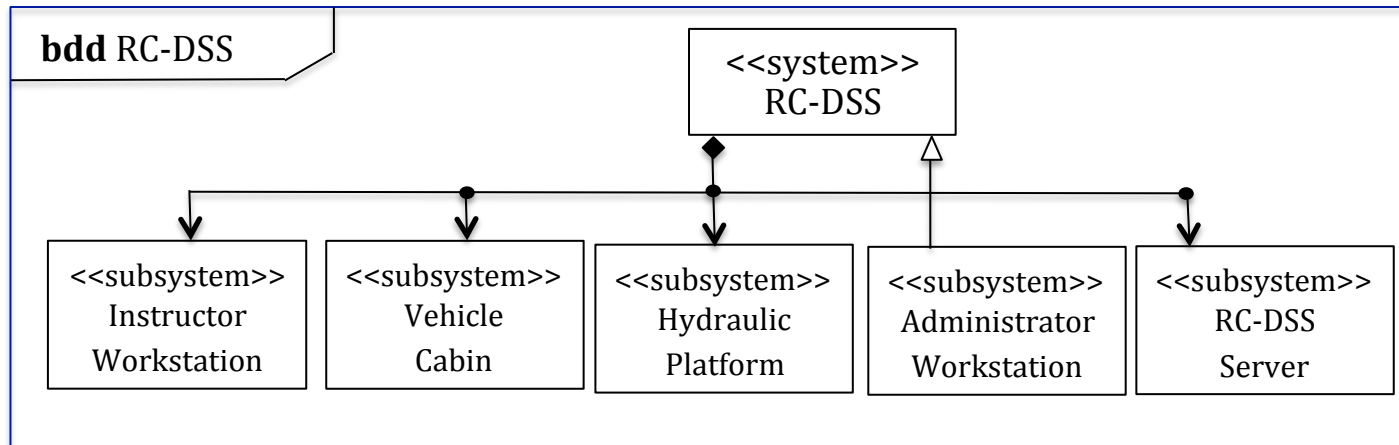 bdd RC-DSS
<<system>>
RC-DSS
<<subsystem>>
Instructor
Workstation
<<subsystem>>
Vehicle
Cabin
<<subsystem>>
Hydraulic
Platform
<<subsystem>>
Administrator
Workstation
<<subsystem>>
RC-DSS
Server